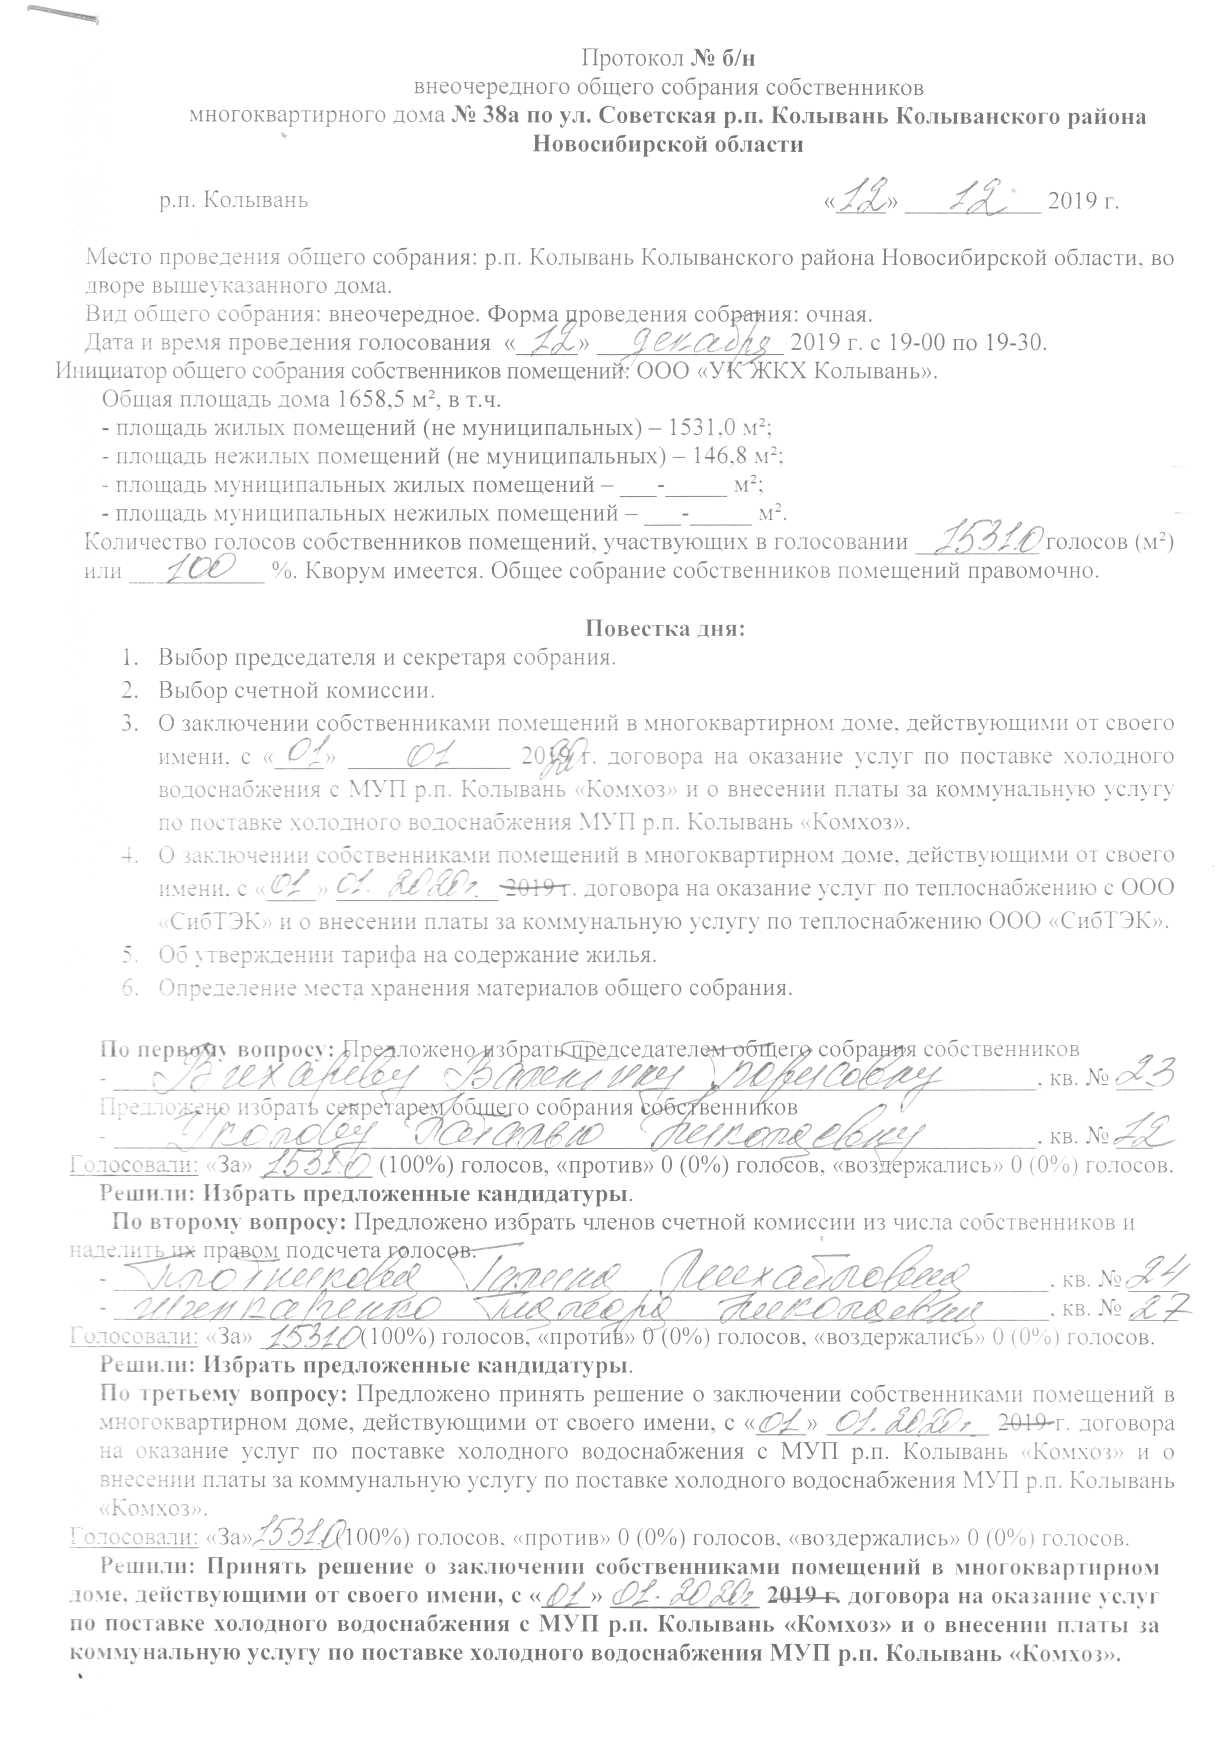 Протокол № б/н
внеочередного общего собрания собственников
многоквартирного дома № 38а по ул. Советская р.п. Колывань Колыванского района
Новосибирской области
р.п. Колывань «12» 12 2019 г.
Место проведения общего собрания: р.п. Колывань Колыванского района Новосибирской области, во
дворе вышеуказанного дома.
Вид общего собрания: внеочередное. Форма проведения собрания: очная.
Дата и время проведения голосования «12» декабря 2019 г. с 19-00 по 19-30.
Инициатор общего собрания собственников помещений: ООО «УК ЖКХ Колывань».
Общая площадь дома 1658,5 м², в т.ч.
- площадь жилых помещений (не муниципальных) – 1531,0 м²;
- площадь нежилых помещений (не муниципальных) – 146,8 м²;
- площадь муниципальных жилых помещений – ___-_____ м²;
- площадь муниципальных нежилых помещений – ___-_____ м².
Количество голосов собственников помещений, участвующих в голосовании 1531.0 голосов (м²)
или 100 %. Кворум имеется. Общее собрание собственников помещений правомочно.
Повестка дня:
1. Выбор председателя и секретаря собрания.
2. Выбор счетной комиссии.
3. О заключении собственниками помещений в многоквартирном доме, действующими от своего
имени, с «01» 01 2020 г. договора на оказание услуг по поставке холодного
водоснабжения с МУП р.п. Колывань «Комхоз» и о внесении платы за коммунальную услугу
по поставке холодного водоснабжения МУП р.п. Колывань «Комхоз».
4. О заключении собственниками помещений в многоквартирном доме, действующими от своего
имени, с «01» 01. 2020г. 2019 г. договора на оказание услуг по теплоснабжению с ООО
«СибТЭК» и о внесении платы за коммунальную услугу по теплоснабжению ООО «СибТЭК».
5. Об утверждении тарифа на содержание жилья.
6. Определение места хранения материалов общего собрания.
По первому вопросу: Предложено избрать председателем общего собрания собственников
- Вихареву Валентину Борисовну. кв. № 23
Предложено избрать секретарем общего собрания собственников
- Наталью Николаевну. кв. № 12
Голосовали: «За» 1531.0 (100%) голосов, «против» 0 (0%) голосов, «воздержались» 0 (0%) голосов.
Решили: Избрать предложенные кандидатуры.
По второму вопросу: Предложено избрать членов счетной комиссии из числа собственников и
наделить их правом подсчета голосов.
- Плотникова Галина Михайловна. кв. № 24
- Тамара Николаевна. кв. № 27
Голосовали: «За» 1531.0 (100%) голосов, «против» 0 (0%) голосов, «воздержались» 0 (0%) голосов.
Решили: Избрать предложенные кандидатуры.
По третьему вопросу: Предложено принять решение о заключении собственниками помещений в
многоквартирном доме, действующими от своего имени, с «01» 01.2020г 2019 г. договора
на оказание услуг по поставке холодного водоснабжения с МУП р.п. Колывань «Комхоз» и о
внесении платы за коммунальную услугу по поставке холодного водоснабжения МУП р.п. Колывань
«Комхоз».
Голосовали: «За» 1531.0 (100%) голосов, «против» 0 (0%) голосов, «воздержались» 0 (0%) голосов.
Решили: Принять решение о заключении собственниками помещений в многоквартирном
доме, действующими от своего имени, с «01» 01.2020г 2019 г. договора на оказание услуг
по поставке холодного водоснабжения с МУП р.п. Колывань «Комхоз» и о внесении платы за
коммунальную услугу по поставке холодного водоснабжения МУП р.п. Колывань «Комхоз».